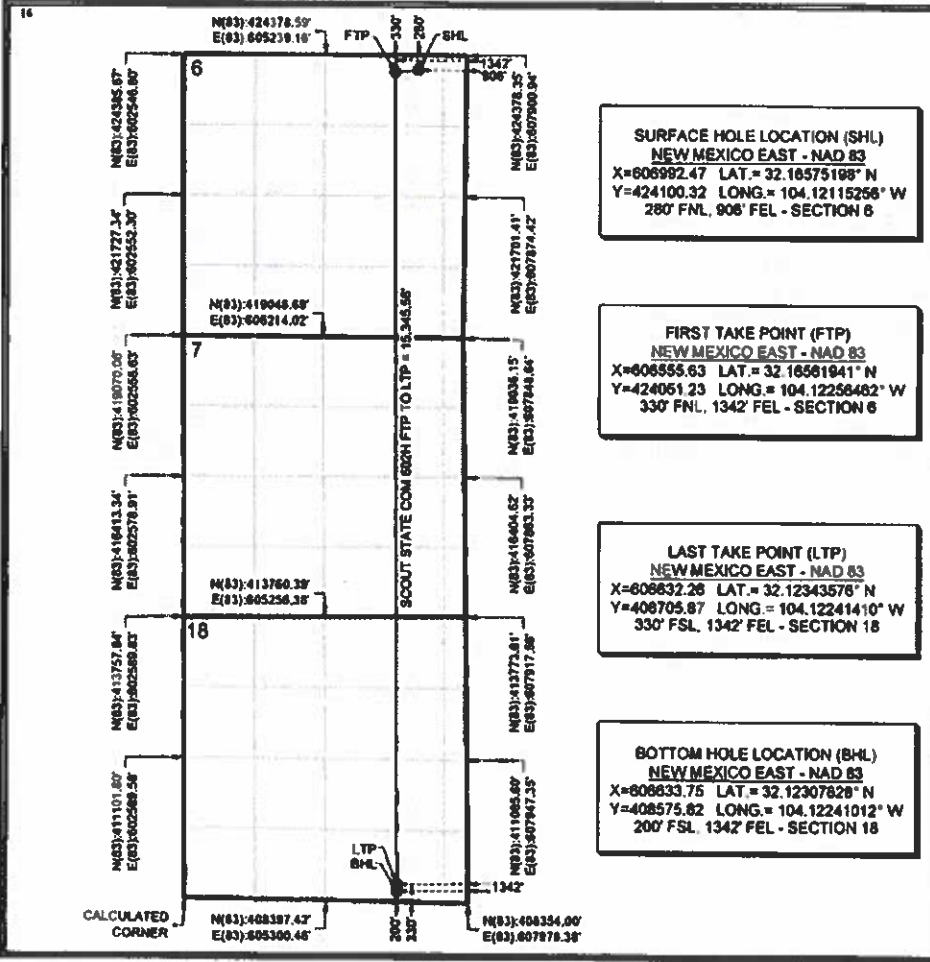 16
N(83):424378.59'
E(83):605239.16'
FTP
330'
280'
SHL
1342'
906'
6
N(83):424385.67'
E(83):602546.80'
N(83):424378.35'
E(83):607900.94'
N(83):421727.34'
E(83):602552.30'
N(83):421701.41'
E(83):607874.42'
N(83):419048.68'
E(83):605214.02'
7
N(83):419070.06'
E(83):602558.63'
N(83):419036.15'
E(83):607848.64'
SCOUT STATE COM 602H FTP TO LTP = 15,345.56'
N(83):416413.34'
E(83):602578.91'
N(83):416404.62'
E(83):607883.33'
N(83):413760.39'
E(83):605256.38'
18
N(83):413757.84'
E(83):602589.83'
N(83):413773.81'
E(83):607917.86'
N(83):411101.80'
E(83):602589.58'
N(83):411085.60'
E(83):607947.35'
LTP
BHL
1342'
CALCULATED
CORNER
N(83):408397.42'
E(83):605300.46'
200'
330'
N(83):408354.00'
E(83):607978.38'
SURFACE HOLE LOCATION (SHL)
NEW MEXICO EAST - NAD 83
X=606992.47 LAT.= 32.16575198° N
Y=424100.32 LONG.= 104.12115256° W
280' FNL, 906' FEL - SECTION 6
FIRST TAKE POINT (FTP)
NEW MEXICO EAST - NAD 83
X=606555.63 LAT.= 32.16561941° N
Y=424051.23 LONG.= 104.12256462° W
330' FNL, 1342' FEL - SECTION 6
LAST TAKE POINT (LTP)
NEW MEXICO EAST - NAD 83
X=606632.26 LAT.= 32.12343576° N
Y=408705.87 LONG.= 104.12241410° W
330' FSL, 1342' FEL - SECTION 18
BOTTOM HOLE LOCATION (BHL)
NEW MEXICO EAST - NAD 83
X=606633.75 LAT.= 32.12307828° N
Y=408575.82 LONG.= 104.12241012° W
200' FSL, 1342' FEL - SECTION 18